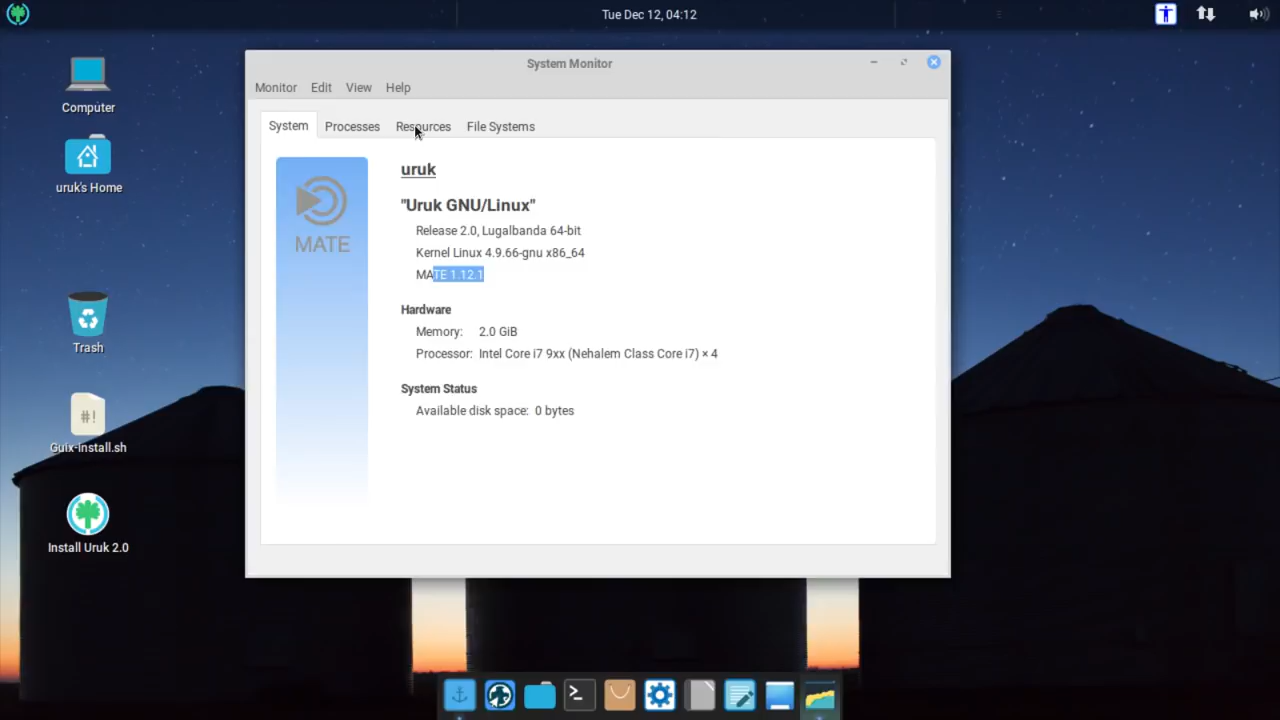 Tue Dec 12, 04:12
Computer
uruk's Home
Trash
#!
Guix-Install.sh
Install Uruk 2.0
System Monitor
Monitor Edit View Help
System Processes Resources File Systems
MATE
uruk
"Uruk GNU/Linux"
Release 2.0, Lugalbanda 64-bit
Kernel Linux 4.9.66-gnu x86_64
MATE 1.12.1
Hardware
Memory: 2.0 GiB
Processor: Intel Core i7 9xx (Nehalem Class Core i7) × 4
System Status
Available disk space: 0 bytes